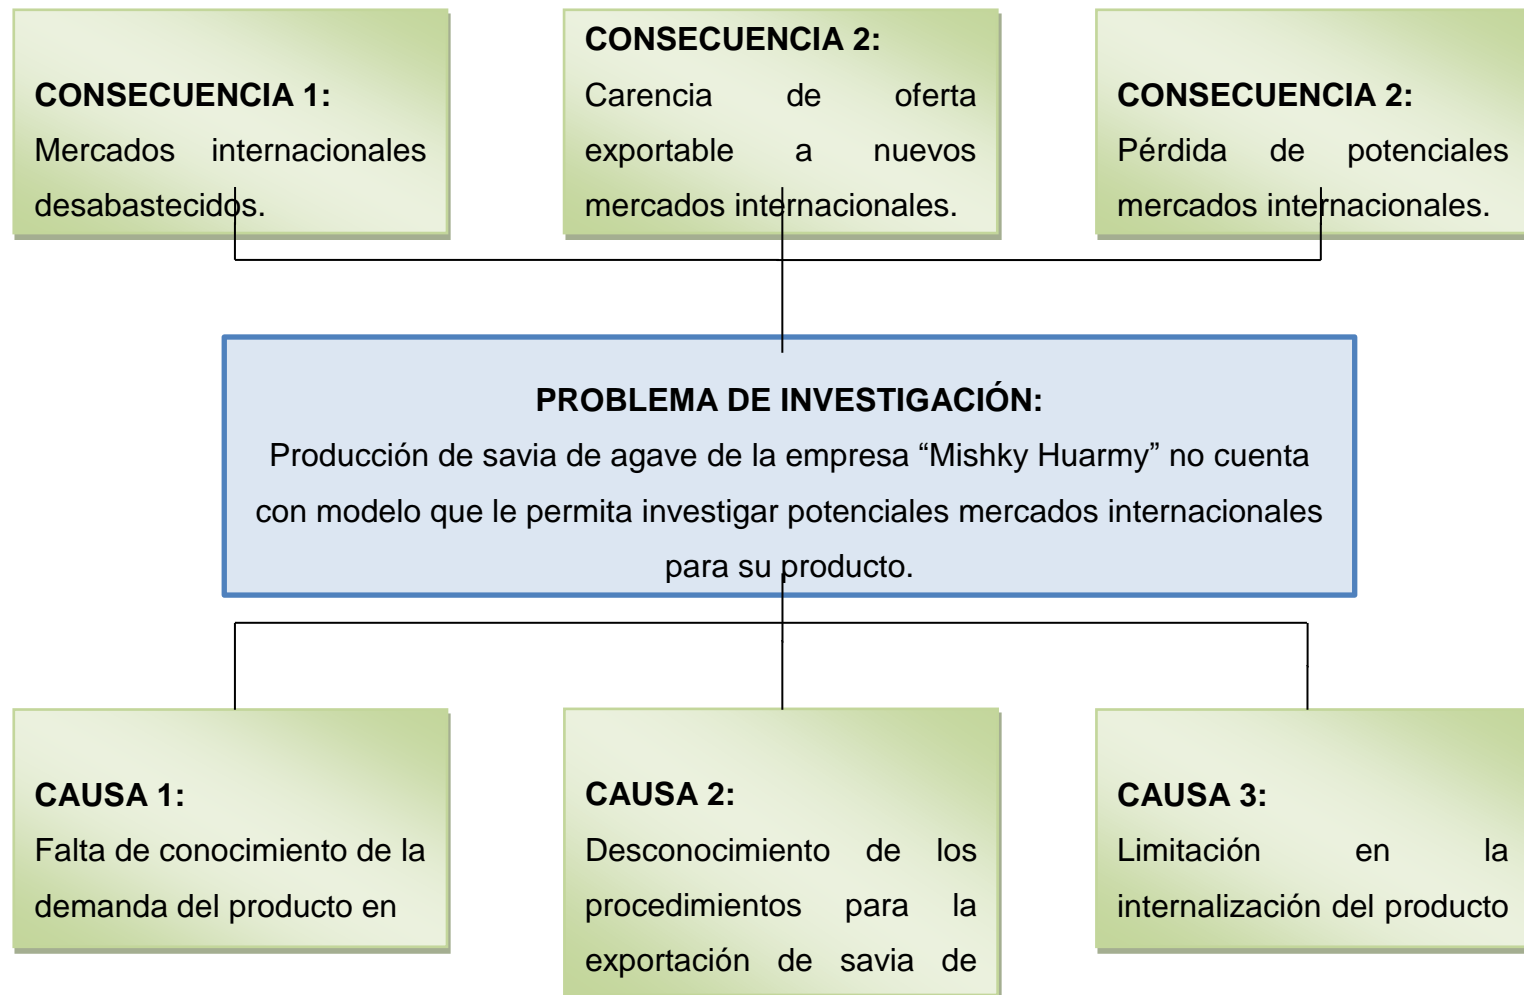 CONSECUENCIA 1:
Mercados internacionales
desabastecidos.
CONSECUENCIA 2:
Carencia de oferta
exportable a nuevos
mercados internacionales.
CONSECUENCIA 2:
Pérdida de potenciales
mercados internacionales.
PROBLEMA DE INVESTIGACIÓN:
Producción de savia de agave de la empresa “Mishky Huarmy” no cuenta
con modelo que le permita investigar potenciales mercados internacionales
para su producto.
CAUSA 1:
Falta de conocimiento de la
demanda del producto en
CAUSA 2:
Desconocimiento de los
procedimientos para la
exportación de savia de
CAUSA 3:
Limitación en la
internalización del producto